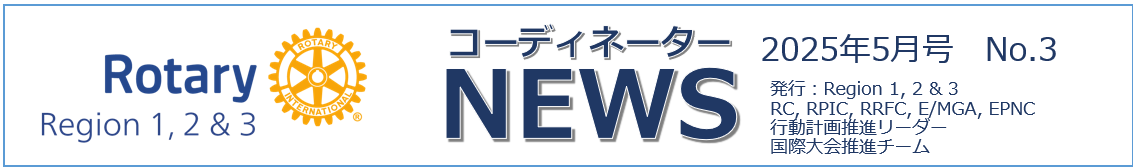 Rotary
Region 1, 2 & 3
ROTARY
INTERNATIONAL
®
コーディネーター
NEWS
2025年5月号 No.3
発行：Region 1, 2 & 3
RC, RPIC, RRFC, E/MGA, EPNC
行動計画推進リーダー
国際大会推進チーム